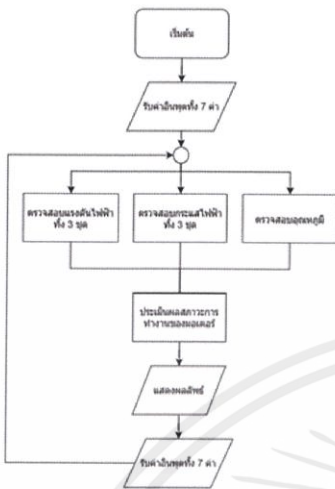 เริ่มต้น
รับค่าอินพุตทั้ง 7 ค่า
ตรวจสอบแรงดันไฟฟ้า
ทั้ง 3 ชุด
ตรวจสอบกระแสไฟฟ้า
ทั้ง 3 ชุด
ตรวจสอบอุณหภูมิ
ประเมินผลสภาวะการ
ทำงานของมอเตอร์
แสดงผลลัพธ์
รับค่าอินพุตทั้ง 7 ค่า